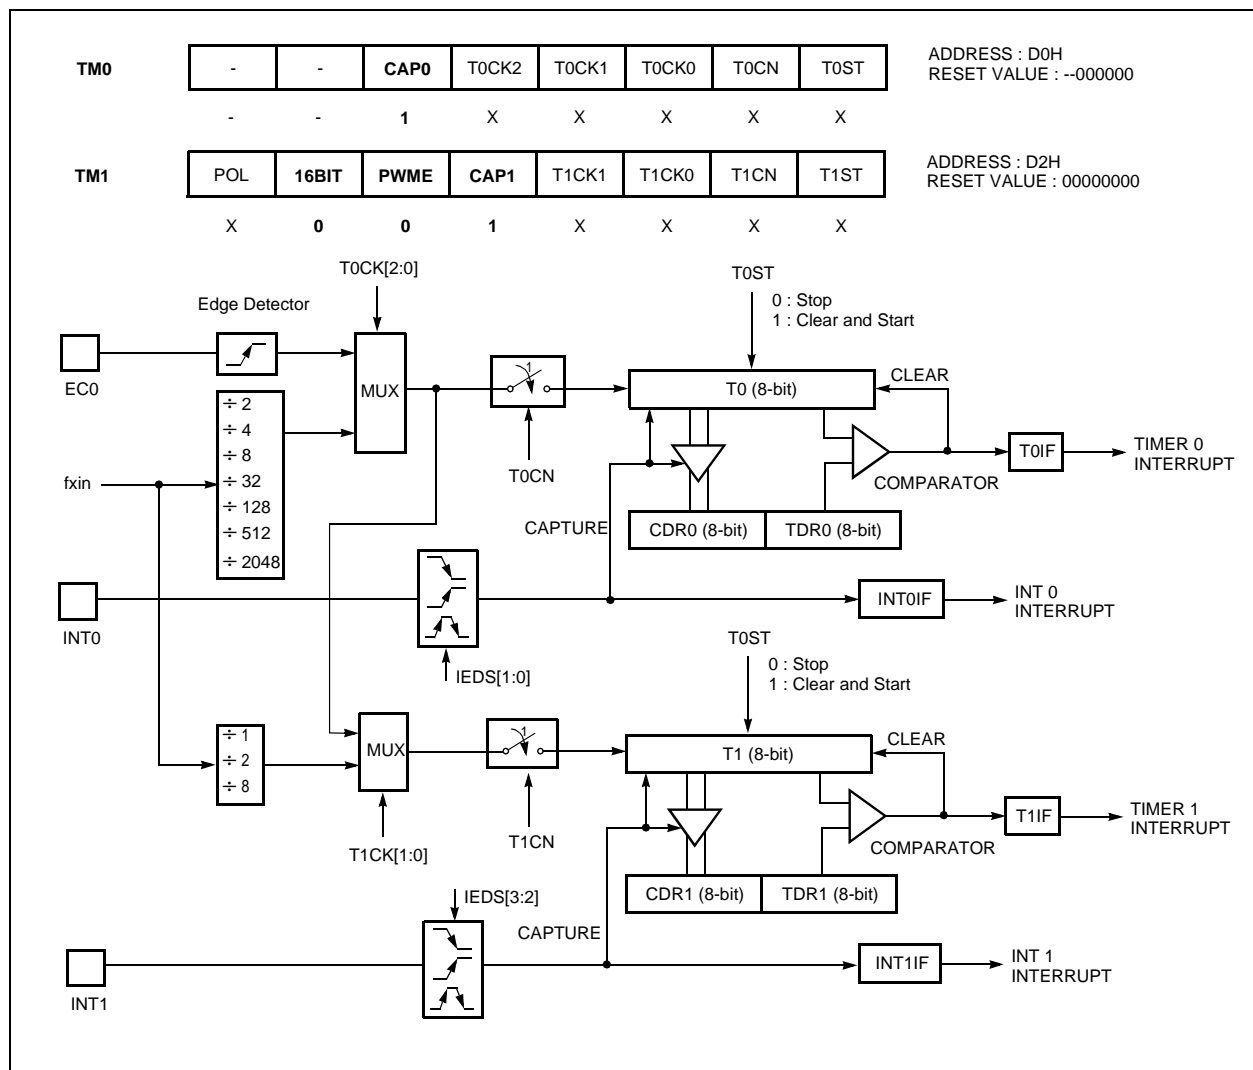 TM0 - - CAP0 T0CK2 T0CK1 T0CK0 T0CN T0ST
ADDRESS : D0H
RESET VALUE : --000000
- - 1 X X X X X
TM1 POL 16BIT PWME CAP1 T1CK1 T1CK0 T1CN T1ST
ADDRESS : D2H
RESET VALUE : 00000000
X 0 0 1 X X X X
T0CK[2:0]
T0ST
0 : Stop
1 : Clear and Start
Edge Detector
EC0
MUX
1
T0 (8-bit)
CLEAR
÷ 2
÷ 4
÷ 8
÷ 32
÷ 128
÷ 512
÷ 2048
fxin
T0CN
COMPARATOR
T0IF
TIMER 0
INTERRUPT
CAPTURE
CDR0 (8-bit)
TDR0 (8-bit)
INT0
INT0IF
INT 0
INTERRUPT
IEDS[1:0]
T0ST
0 : Stop
1 : Clear and Start
÷ 1
÷ 2
÷ 8
MUX
1
T1 (8-bit)
CLEAR
T1CK[1:0]
T1CN
COMPARATOR
T1IF
TIMER 1
INTERRUPT
IEDS[3:2]
CAPTURE
CDR1 (8-bit)
TDR1 (8-bit)
INT1
INT1IF
INT 1
INTERRUPT